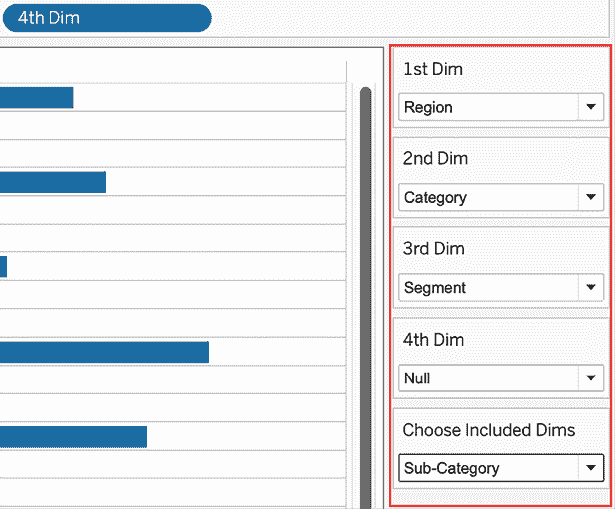 4th Dim
1st Dim
Region
2nd Dim
Category
3rd Dim
Segment
4th Dim
Null
Choose Included Dims
Sub-Category